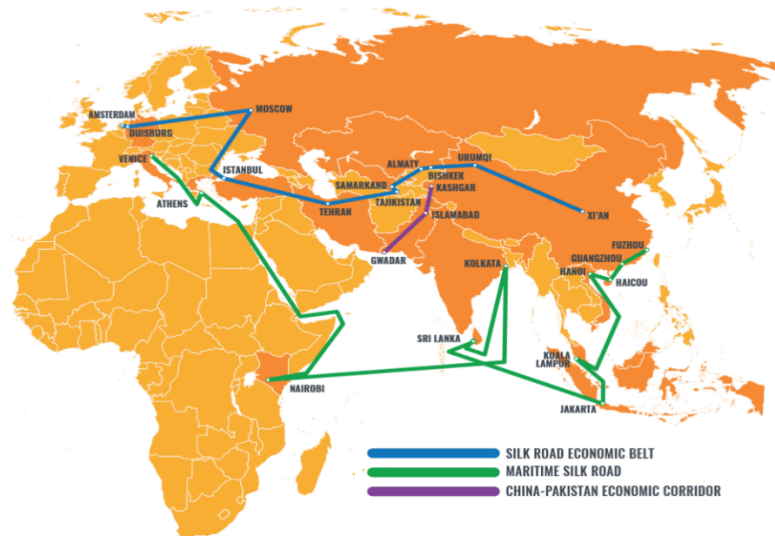 MOSCOW
AMSTERDAM
DUISBURG
VENICE
ISTANBUL
ATHENS
ALMATY
URUMQI
BISHKEK
SAMARKAND
KASHGAR
TAJIKISTAN
TEHRAN
ISLAMABAD
XI'AN
GWADAR
KOLKATA
FUZHOU
GUANGZHOU
HANOI
HAICOU
SRI LANKA
KUALA
LAMPUR
NAIROBI
JAKARTA
SILK ROAD ECONOMIC BELT
MARITIME SILK ROAD
CHINA-PAKISTAN ECONOMIC CORRIDOR